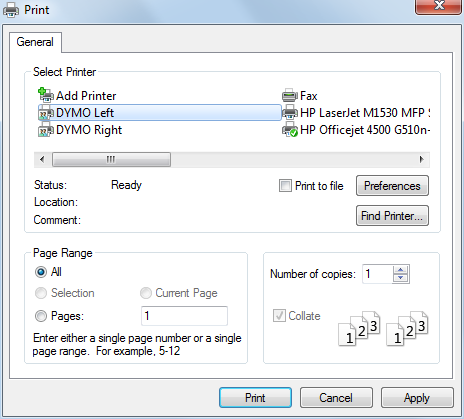 Print
General
Select Printer
Add Printer
Fax
DYMO Left
HP LaserJet M1530 MFP
DYMO Right
HP Officejet 4500 G510n-
Status: Ready
Print to file
Preferences
Location:
Comment:
Find Printer...
Page Range
All
Selection
Current Page
Pages: 1
Enter either a single page number or a single
page range. For example, 5-12
Number of copies: 1
Collate
1 2 3 1 2 3
Print
Cancel
Apply